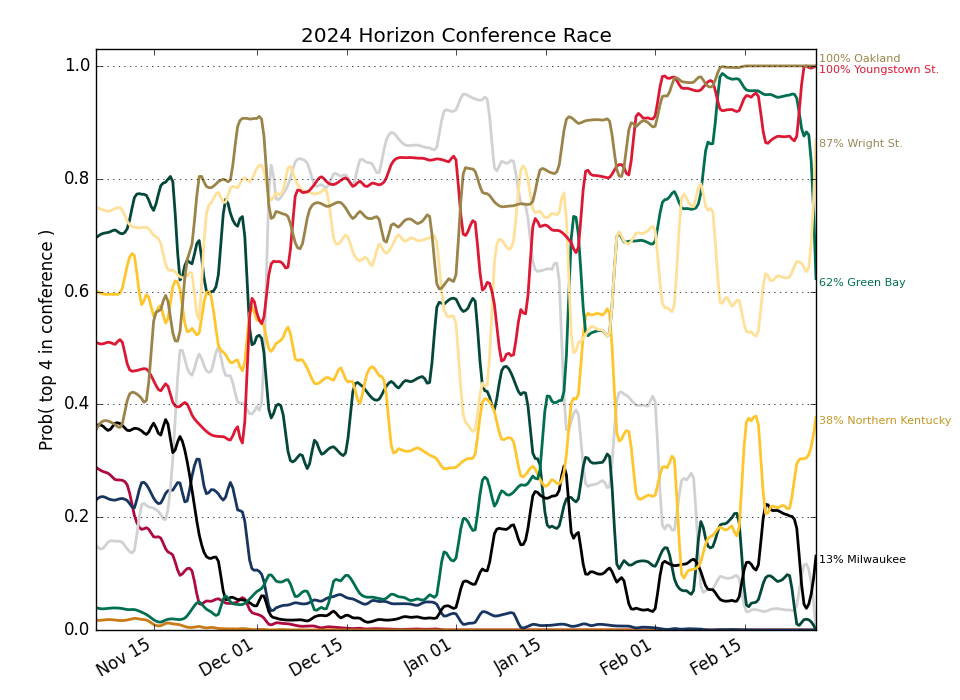 2024 Horizon Conference Race
Prob( top 4 in conference )
1.0
0.8
0.6
0.4
0.2
0.0
Nov 15
Dec 01
Dec 15
Jan 01
Jan 15
Feb 01
Feb 15
100% Oakland
100% Youngstown St.
87% Wright St.
62% Green Bay
38% Northern Kentucky
13% Milwaukee